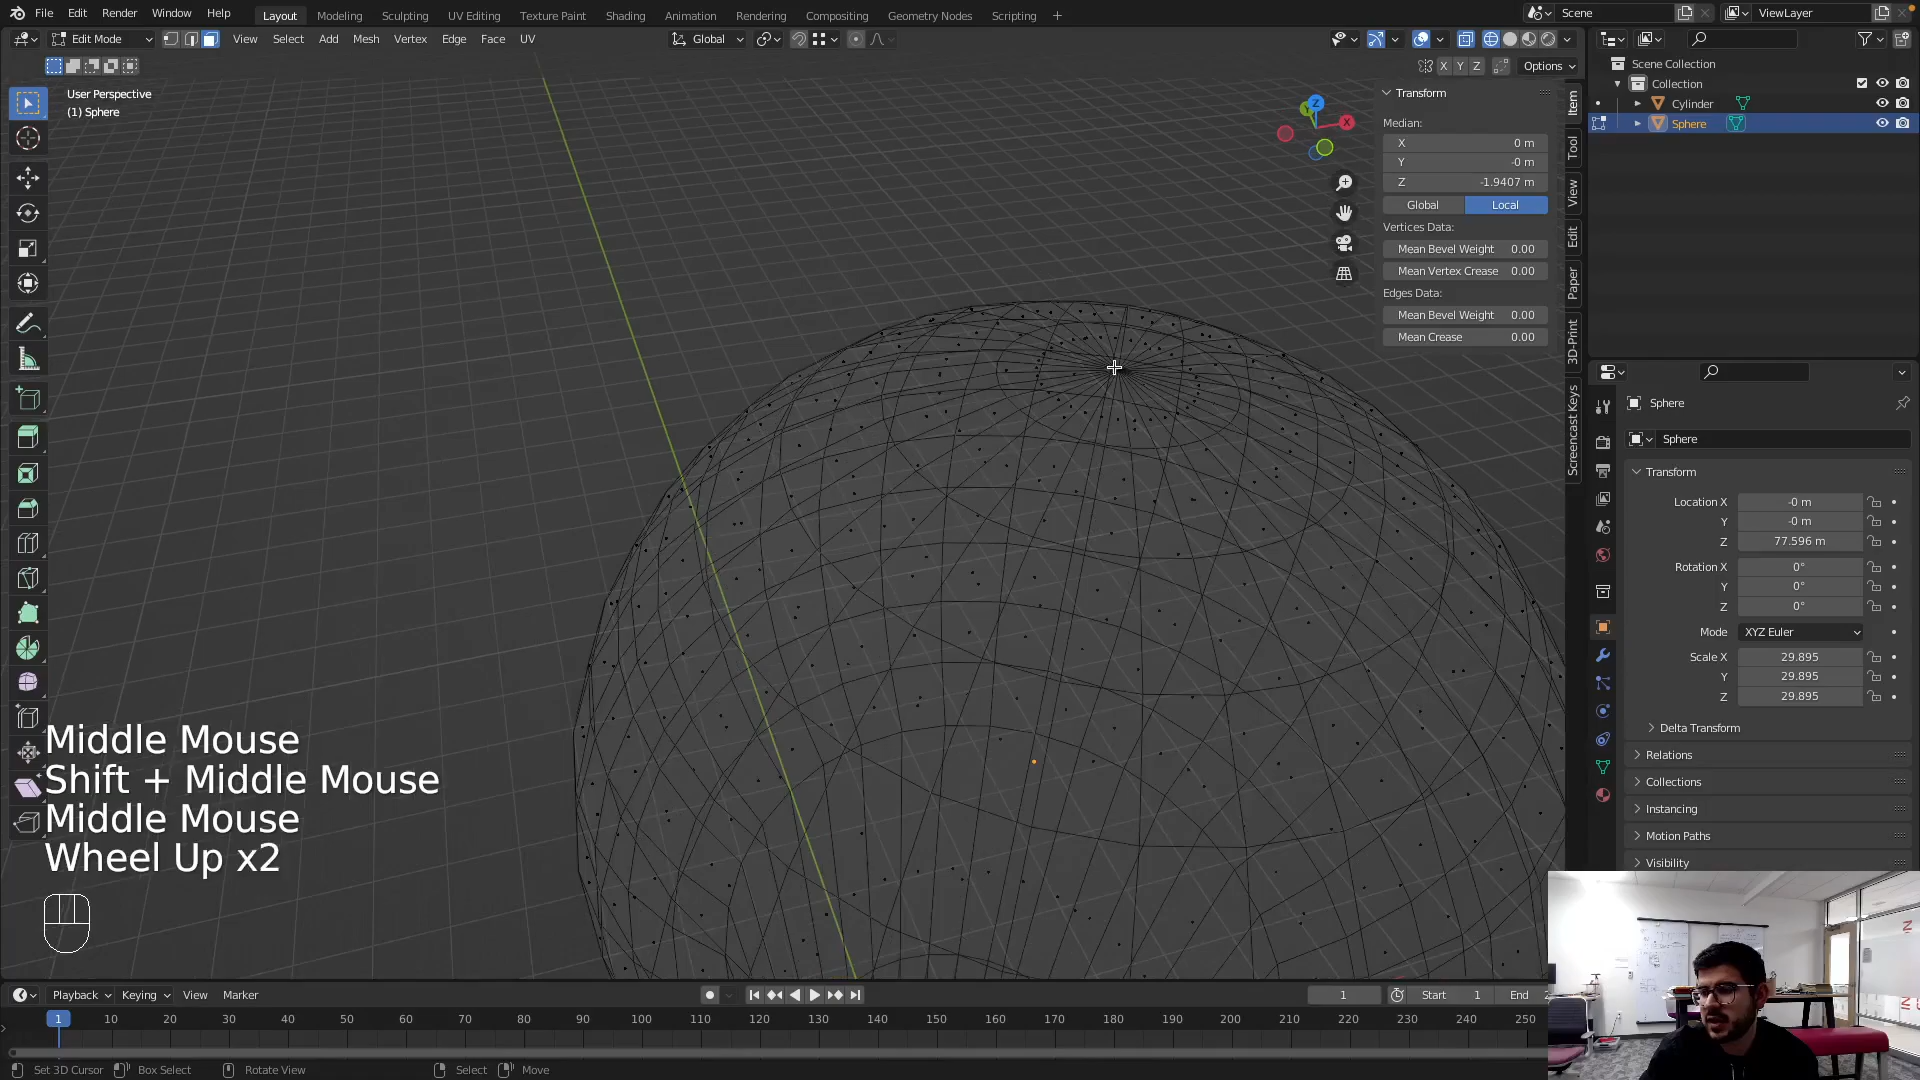 File Edit Render Window Help Layout Modeling Sculpting UV Editing Texture Paint Shading Animation Rendering Compositing Geometry Nodes Scripting + Scene ViewLayer
Edit Mode View Select Add Mesh Vertex Edge Face UV Global
X Y Z Options
User Perspective
(1) Sphere
Z
X
Y
Transform
Median:
X 0 m
Y -0 m
Z -1.9407 m
Global Local
Vertices Data:
Mean Bevel Weight 0.00
Mean Vertex Crease 0.00
Edges Data:
Mean Bevel Weight 0.00
Mean Crease 0.00
Item
Tool
View
Edit
Paper
3D-Print
Screencast Keys
Scene Collection
Collection
Cylinder
Sphere
Sphere
Sphere
Transform
Location X -0 m
Y -0 m
Z 77.596 m
Rotation X 0°
Y 0°
Z 0°
Mode XYZ Euler
Scale X 29.895
Y 29.895
Z 29.895
Delta Transform
Relations
Collections
Instancing
Motion Paths
Visibility
Middle Mouse
Shift + Middle Mouse
Middle Mouse
Wheel Up x2
Playback Keying View Marker 1 Start 1 End 2
1 10 20 30 40 50 60 70 80 90 100 110 120 130 140 150 160 170 180 190 200 210 220 230 240 250
Set 3D Cursor Box Select Rotate View Select Move